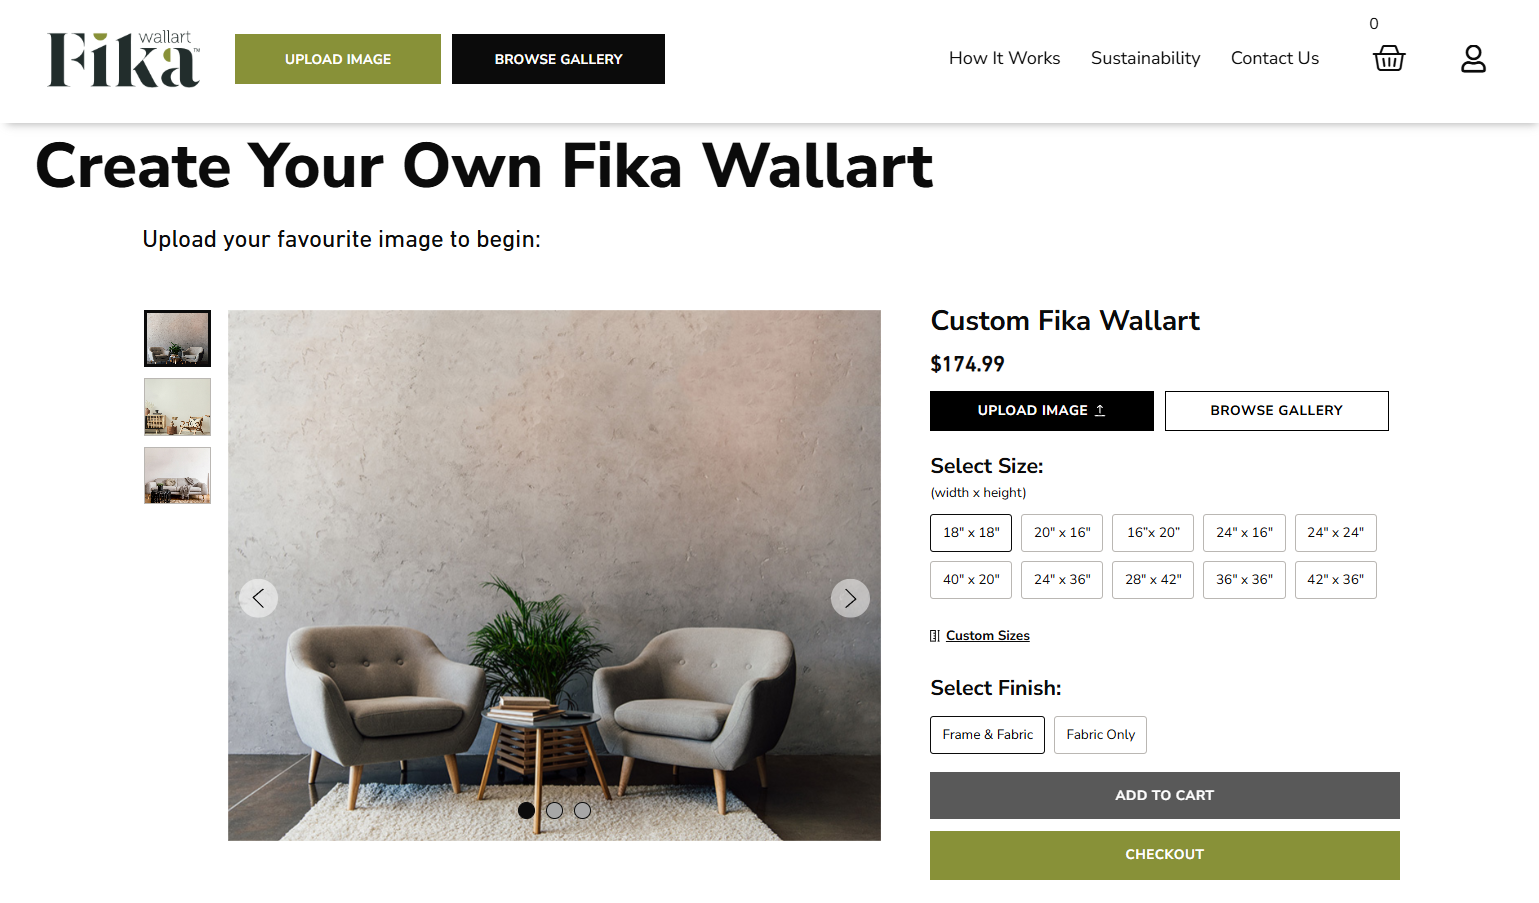 0
wallart
Fika™
UPLOAD IMAGE
BROWSE GALLERY
How It Works
Sustainability
Contact Us
Create Your Own Fika Wallart
Upload your favourite image to begin:
Custom Fika Wallart
$174.99
UPLOAD IMAGE
BROWSE GALLERY
Select Size:
(width x height)
18" x 18"
20" x 16"
16”x 20”
24" x 16"
24" x 24"
40" x 20"
24" x 36"
28" x 42"
36" x 36"
42" x 36"
Custom Sizes
Select Finish:
Frame & Fabric
Fabric Only
ADD TO CART
CHECKOUT